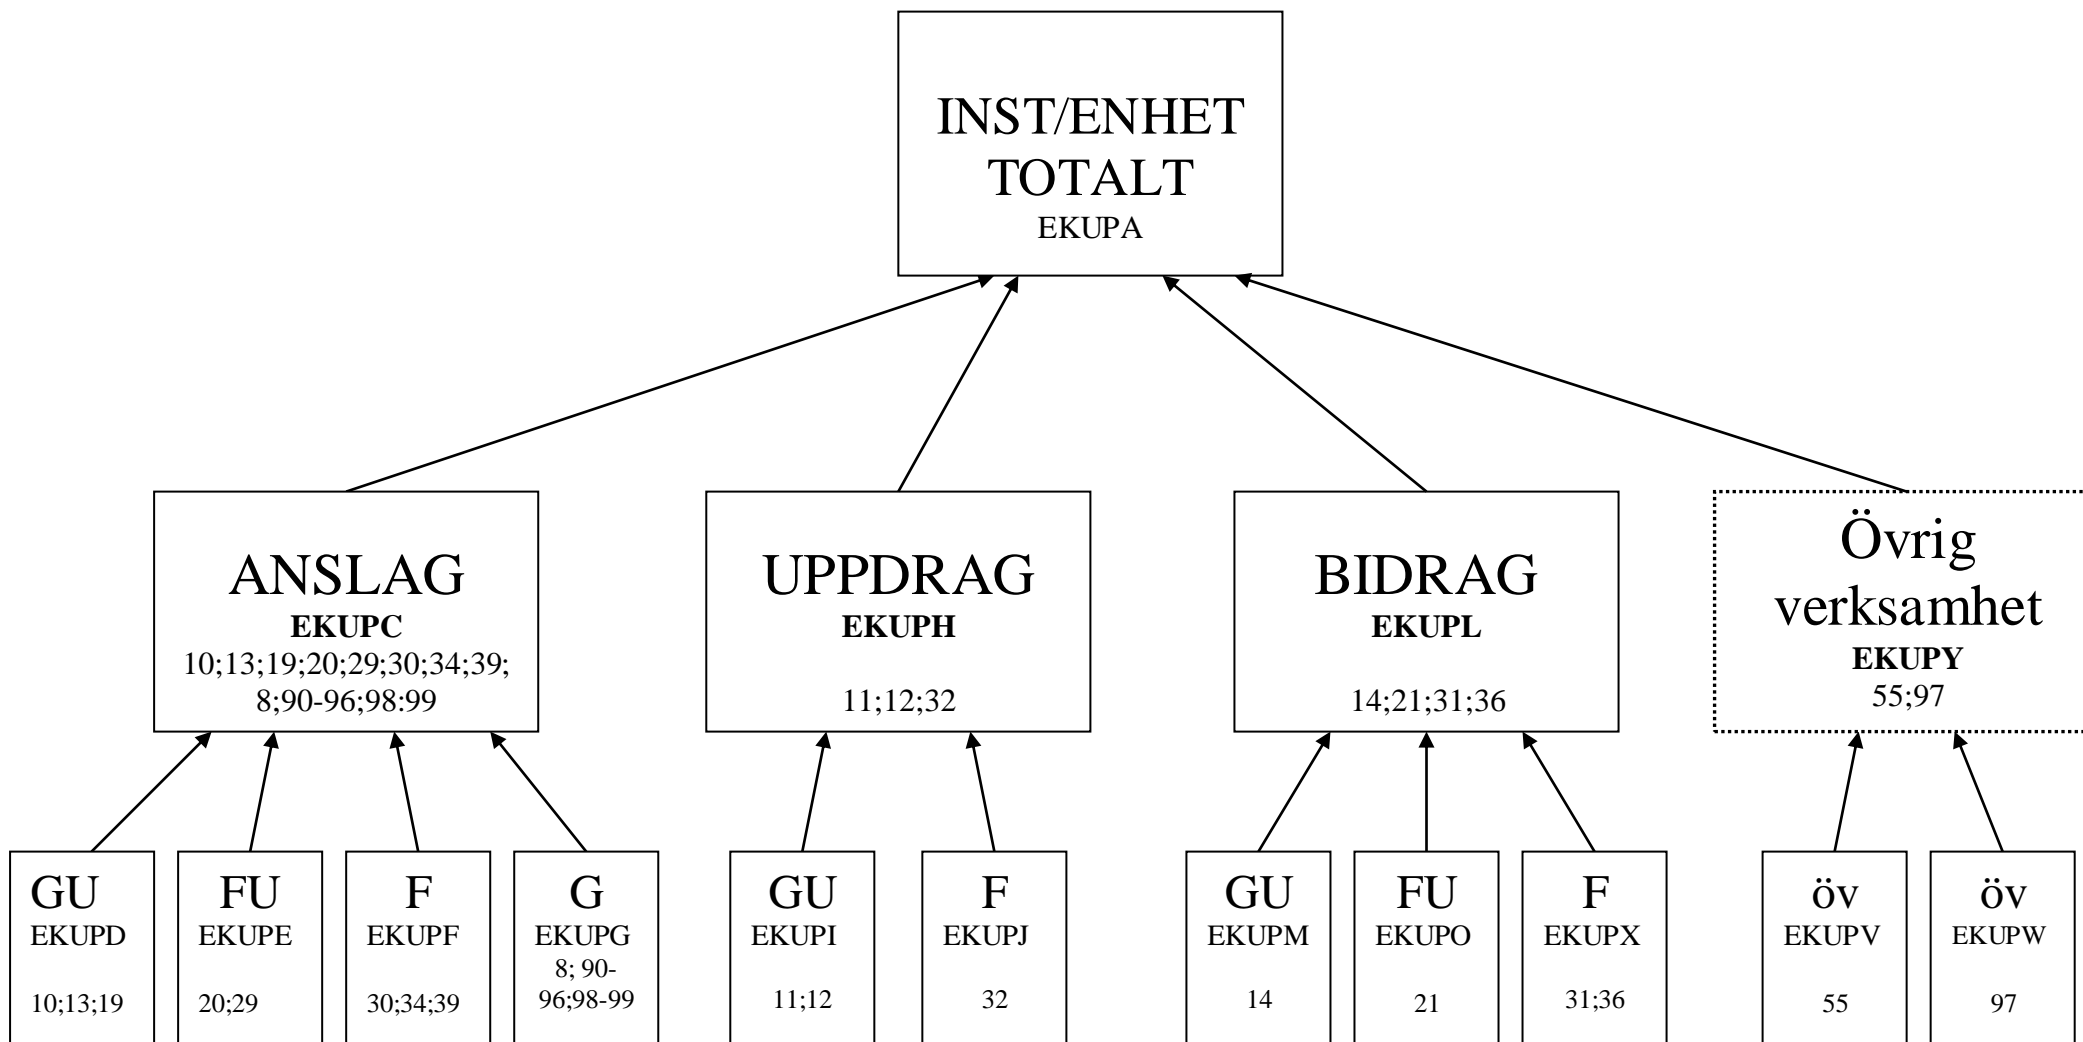 INST/ENHET
TOTALT
EKUPA
ANSLAG
EKUPC
10;13;19;20;29;30;34;39;
8;90-96;98:99
UPPDRAG
EKUPH
11;12;32
BIDRAG
EKUPL
14;21;31;36
Övrig
verksamhet
EKUPY
55;97
GU
EKUPD
10;13;19
FU
EKUPE
20;29
F
EKUPF
30;34;39
G
EKUPG
8; 90-
96;98-99
GU
EKUPI
11;12
F
EKUPJ
32
GU
EKUPM
14
FU
EKUPO
21
F
EKUPX
31;36
öv
EKUPV
55
öv
EKUPW
97